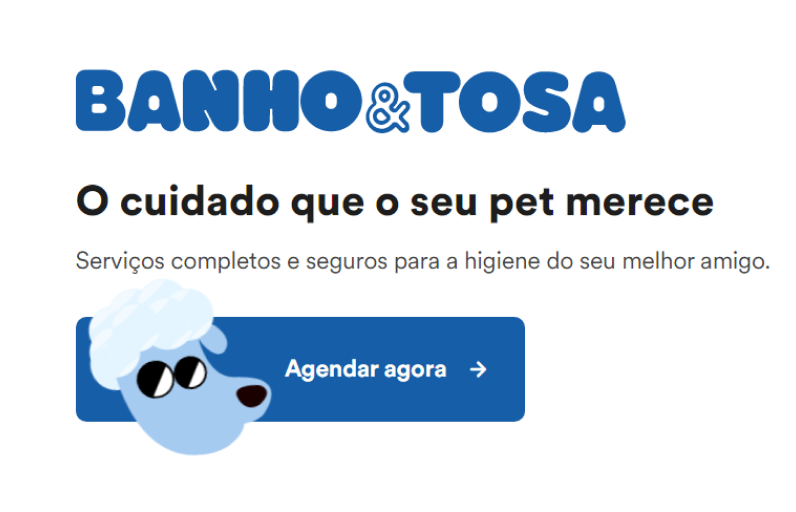 BANHO&TOSA
O cuidado que o seu pet merece
Serviços completos e seguros para a higiene do seu melhor amigo.
Agendar agora →